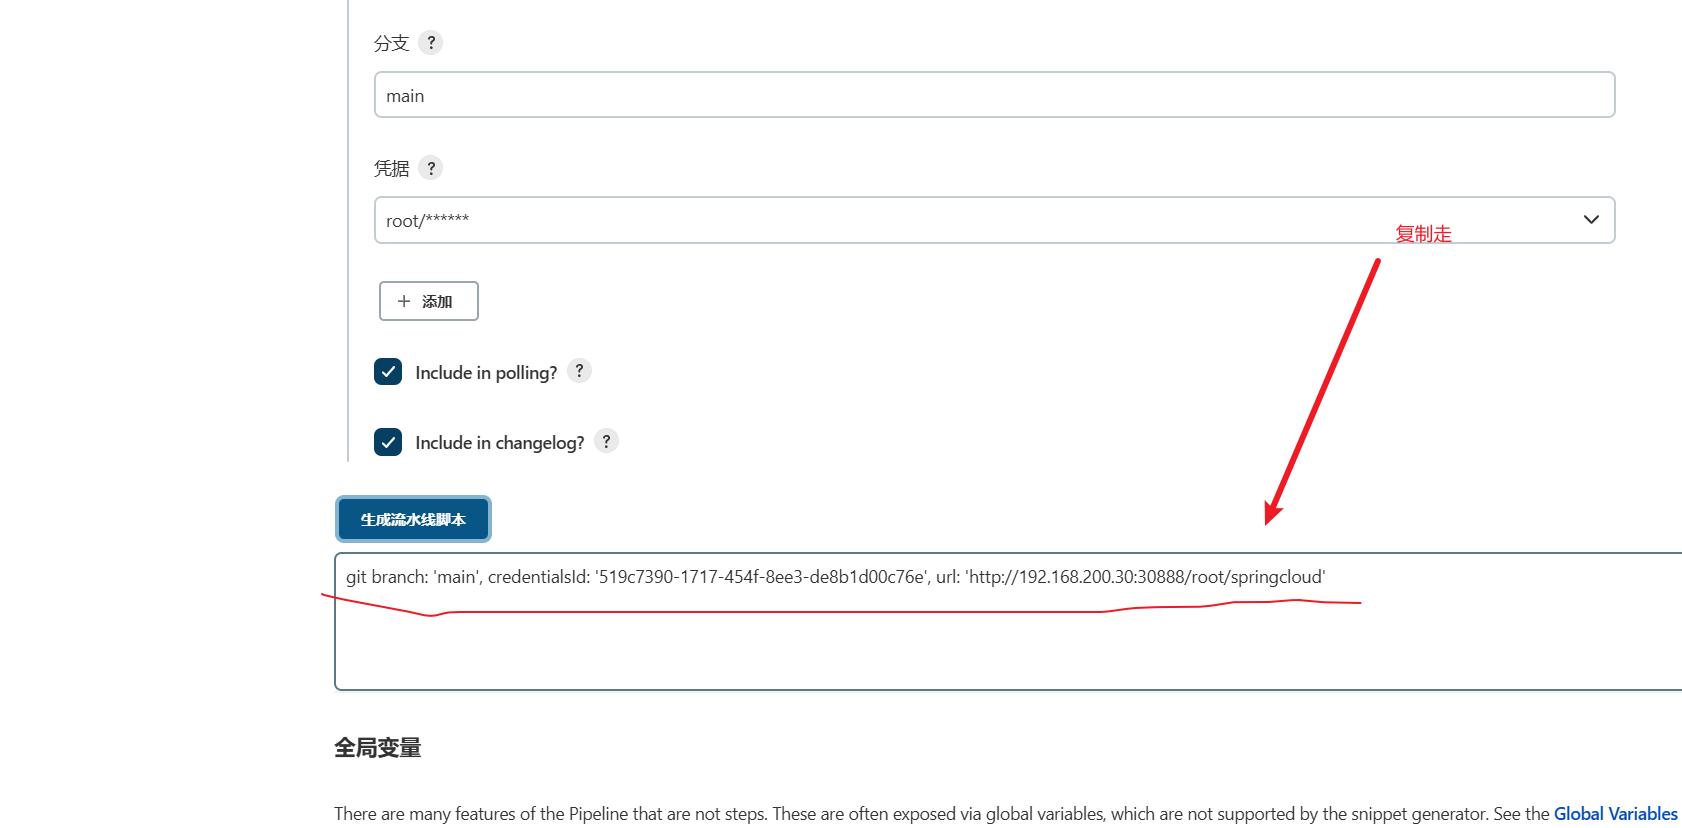 分支 ?
main
凭据 ?
root/******
复制走
+ 添加
Include in polling? ?
Include in changelog? ?
生成流水线脚本
git branch: 'main', credentialsId: '519c7390-1717-454f-8ee3-de8b1d00c76e', url: 'http://192.168.200.30:30888/root/springcloud'
全局变量
There are many features of the Pipeline that are not steps. These are often exposed via global variables, which are not supported by the snippet generator. See the Global Variables